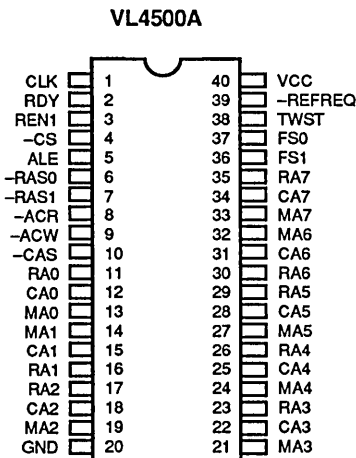 VL4500A
CLK 1 40 VCC
RDY 2 39 –REFREQ
REN1 3 38 TWST
–CS 4 37 FS0
ALE 5 36 FS1
–RAS0 6 35 RA7
–RAS1 7 34 CA7
–ACR 8 33 MA7
–ACW 9 32 MA6
–CAS 10 31 CA6
RA0 11 30 RA6
CA0 12 29 RA5
MA0 13 28 CA5
MA1 14 27 MA5
CA1 15 26 RA4
RA1 16 25 CA4
RA2 17 24 MA4
CA2 18 23 RA3
MA2 19 22 CA3
GND 20 21 MA3